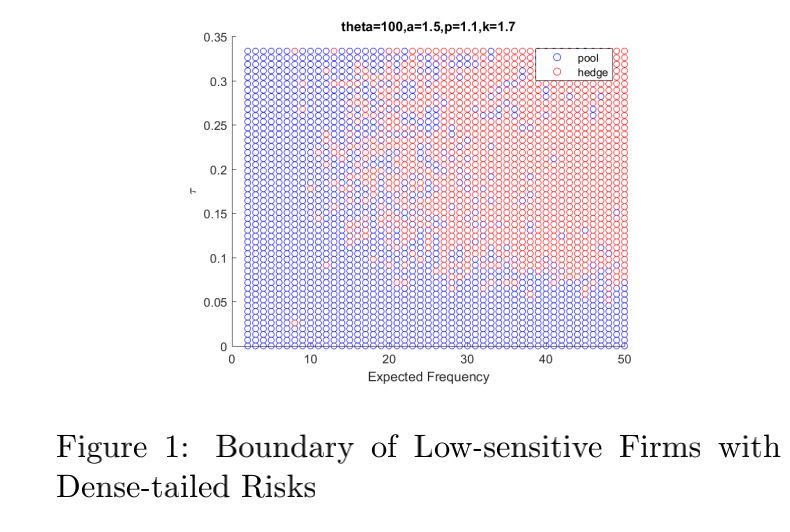 theta=100,a=1.5,p=1.1,k=1.7
0.35
0.3
0.25
0.2
0.15
0.1
0.05
0
τ
pool
hedge
0 10 20 30 40 50
Expected Frequency
Figure 1: Boundary of Low-sensitive Firms with
Dense-tailed Risks